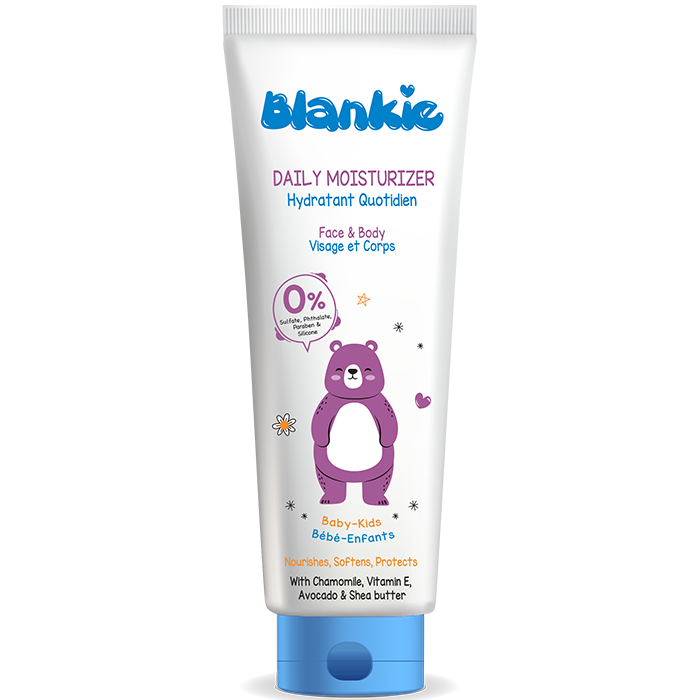 Blankie
DAILY MOISTURIZER
Hydratant Quotidien
Face & Body
Visage et Corps
0%
Sulfate, Phthalate,
Paraben &
Silicone
Baby-Kids
Bébé-Enfants
Nourishes, Softens, Protects
With Chamomile, Vitamin E,
Avocado & Shea butter